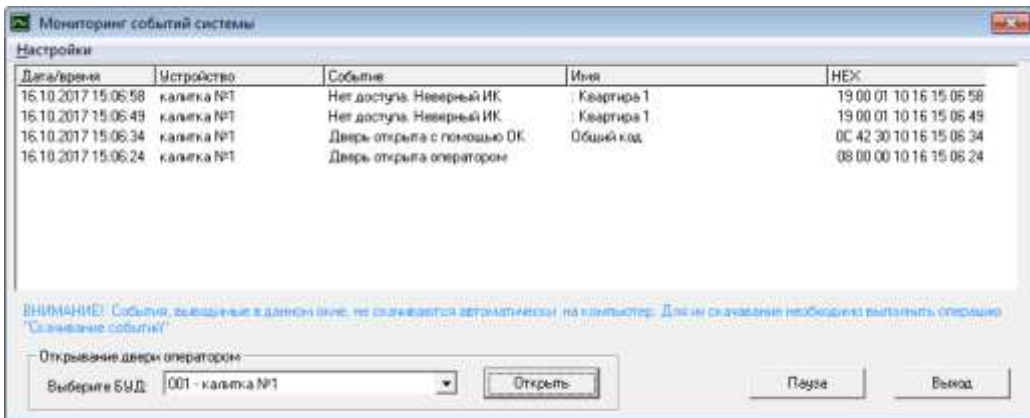 Мониторинг событий системы
Настройки
Дата/время Устройство Событие Имя HEX
16.10.2017 15:06:58 калитка №1 Нет доступа. Неверный ИК : Квартира 1 19 00 01 10 16 15 06 58
16.10.2017 15:06:49 калитка №1 Нет доступа. Неверный ИК : Квартира 1 19 00 01 10 16 15 06 49
16.10.2017 15:06:34 калитка №1 Дверь открыта с помощью ОК Общий код 0C 42 30 10 16 15 06 34
16.10.2017 15:06:24 калитка №1 Дверь открыта оператором 08 00 00 10 16 15 06 24
ВНИМАНИЕ! События, выводимые в данном окне, не скачиваются автоматически на компьютер. Для их скачавание необходимо выполнить операцию
"Скачивание событий"
Открывание двери оператором
Выберите БУД: 001 - калитка №1 Открыть Пауза Выход